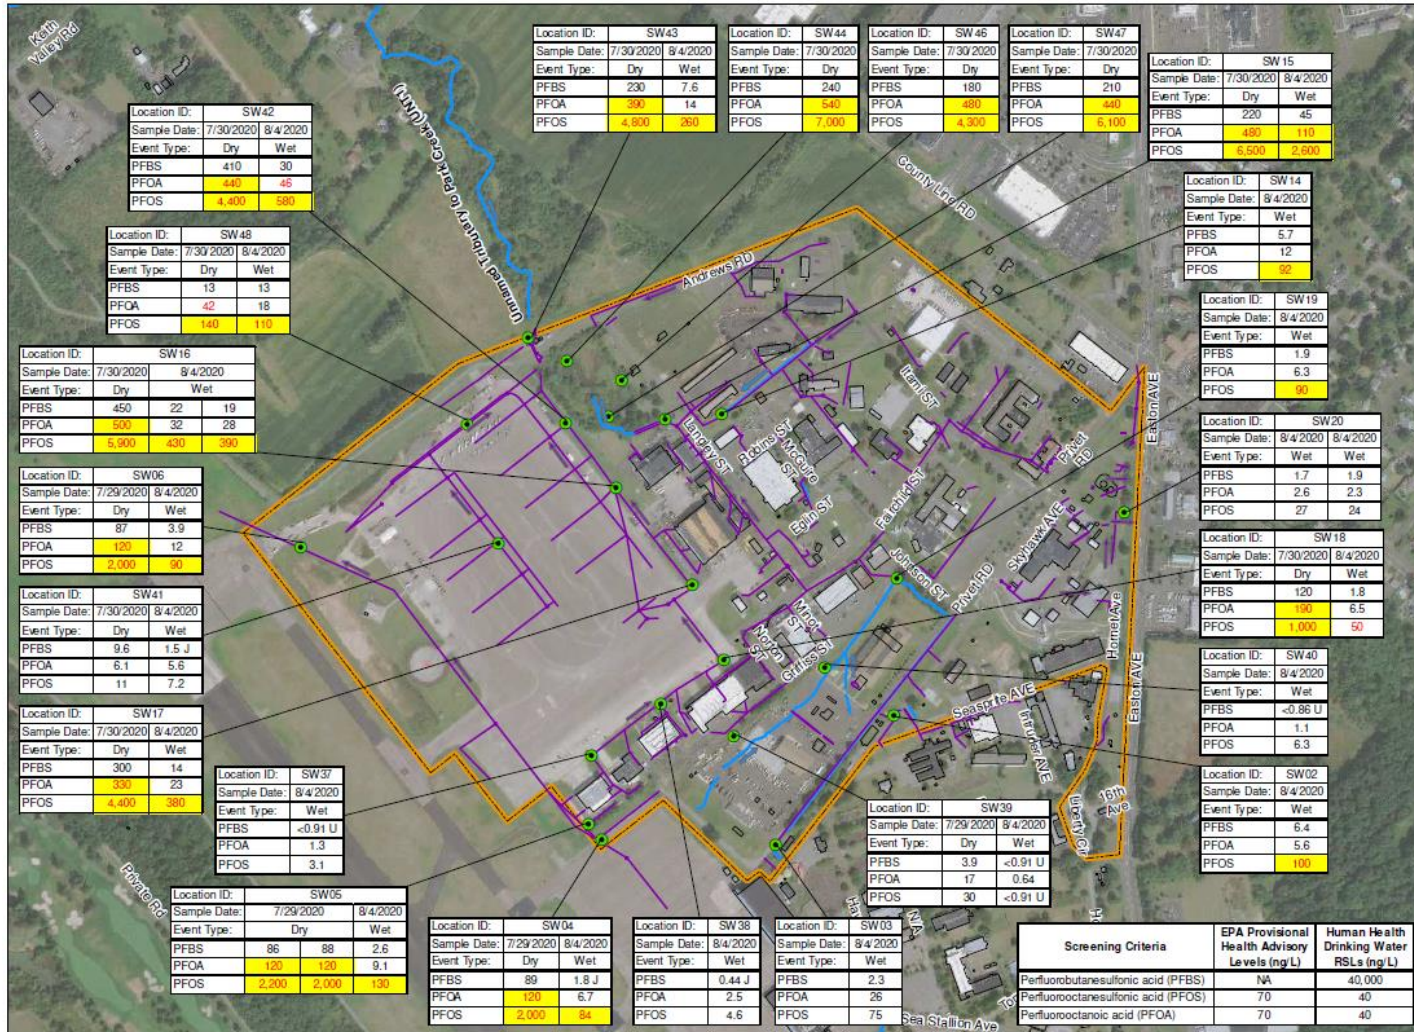 Keith
Valley Rd
Unnamed Tributary to Park Creek (UNT1)
Location ID: SW43
Sample Date: 7/30/2020 8/4/2020
Event Type: Dry Wet
PFBS 230 7.6
PFOA 390 14
PFOS 4,800 260
Location ID: SW44
Sample Date: 7/30/2020
Event Type: Dry
PFBS 240
PFOA 540
PFOS 7,000
Location ID: SW46
Sample Date: 7/30/2020
Event Type: Dry
PFBS 180
PFOA 480
PFOS 4,300
Location ID: SW47
Sample Date: 7/30/2020
Event Type: Dry
PFBS 210
PFOA 440
PFOS 6,100
Location ID: SW15
Sample Date: 7/30/2020 8/4/2020
Event Type: Dry Wet
PFBS 220 45
PFOA 480 110
PFOS 6,500 2,600
Location ID: SW42
Sample Date: 7/30/2020 8/4/2020
Event Type: Dry Wet
PFBS 410 30
PFOA 440 46
PFOS 4,400 580
Location ID: SW14
Sample Date: 8/4/2020
Event Type: Wet
PFBS 5.7
PFOA 12
PFOS 92
Location ID: SW48
Sample Date: 7/30/2020 8/4/2020
Event Type: Dry Wet
PFBS 13 13
PFOA 42 18
PFOS 140 110
Location ID: SW19
Sample Date: 8/4/2020
Event Type: Wet
PFBS 1.9
PFOA 6.3
PFOS 90
Location ID: SW16
Sample Date: 7/30/2020 8/4/2020
Event Type: Dry Wet
PFBS 450 22 19
PFOA 500 32 28
PFOS 5,900 430 390
Location ID: SW20
Sample Date: 8/4/2020 8/4/2020
Event Type: Wet Wet
PFBS 1.7 1.9
PFOA 2.6 2.3
PFOS 27 24
Location ID: SW06
Sample Date: 7/29/2020 8/4/2020
Event Type: Dry Wet
PFBS 87 3.9
PFOA 120 12
PFOS 2,000 90
Location ID: SW18
Sample Date: 7/30/2020 8/4/2020
Event Type: Dry Wet
PFBS 120 1.8
PFOA 190 6.5
PFOS 1,000 50
Location ID: SW41
Sample Date: 7/30/2020 8/4/2020
Event Type: Dry Wet
PFBS 9.6 1.5 J
PFOA 6.1 5.6
PFOS 11 7.2
Location ID: SW40
Sample Date: 8/4/2020
Event Type: Wet
PFBS <0.86 U
PFOA 1.1
PFOS 6.3
Location ID: SW17
Sample Date: 7/30/2020 8/4/2020
Event Type: Dry Wet
PFBS 300 14
PFOA 330 23
PFOS 4,400 380
Location ID: SW37
Sample Date: 8/4/2020
Event Type: Wet
PFBS <0.91 U
PFOA 1.3
PFOS 3.1
Location ID: SW02
Sample Date: 8/4/2020
Event Type: Wet
PFBS 6.4
PFOA 5.6
PFOS 100
Location ID: SW39
Sample Date: 7/29/2020 8/4/2020
Event Type: Dry Wet
PFBS 3.9 <0.91 U
PFOA 17 0.64
PFOS 30 <0.91 U
Location ID: SW05
Sample Date: 7/29/2020 8/4/2020
Event Type: Dry Wet
PFBS 86 88 2.6
PFOA 120 120 9.1
PFOS 2,200 2,000 130
Location ID: SW04
Sample Date: 7/29/2020 8/4/2020
Event Type: Dry Wet
PFBS 89 1.8 J
PFOA 120 6.7
PFOS 2,000 84
Location ID: SW38
Sample Date: 8/4/2020
Event Type: Wet
PFBS 0.44 J
PFOA 2.5
PFOS 4.6
Location ID: SW03
Sample Date: 8/4/2020
Event Type: Wet
PFBS 2.3
PFOA 26
PFOS 75
Screening Criteria EPA Provisional Health Advisory Levels (ng/L) Human Health Drinking Water RSLs (ng/L)
Perfluorobutanesulfonic acid (PFBS) NA 40,000
Perfluorooctanesulfonic acid (PFOS) 70 40
Perfluorooctanoic acid (PFOA) 70 40
County Line RD
Andrews RD
Langley ST
Robins ST
McGuire ST
Eglin ST
Itami ST
Fairchild ST
Johnson ST
Privet RD
Privet RD
Skyhawk AVE
Easton AVE
Easton AVE
Hornet Ave
Minot ST
Norton ST
Griffiss ST
Seasprite AVE
Intruder AVE
Liberty Cir
16th Ave
Private Rd
N/A
Sea Stallion Ave